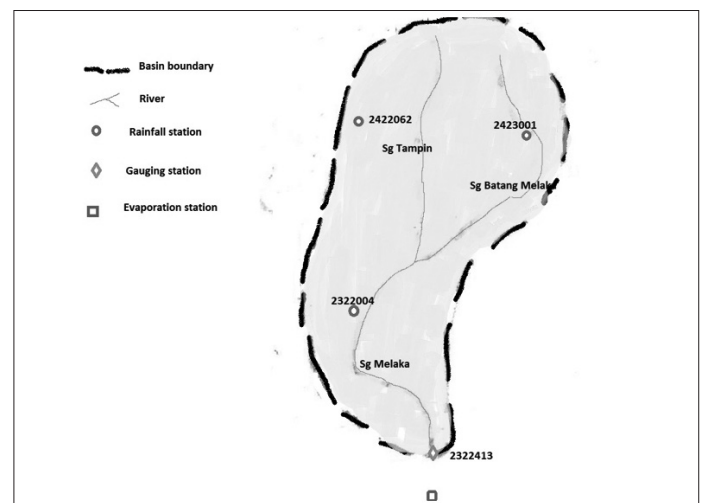 Basin boundary
River
Rainfall station
Gauging station
Evaporation station
2422062
2423001
Sg Tampin
Sg Batang Melaka
2322004
Sg Melaka
2322413